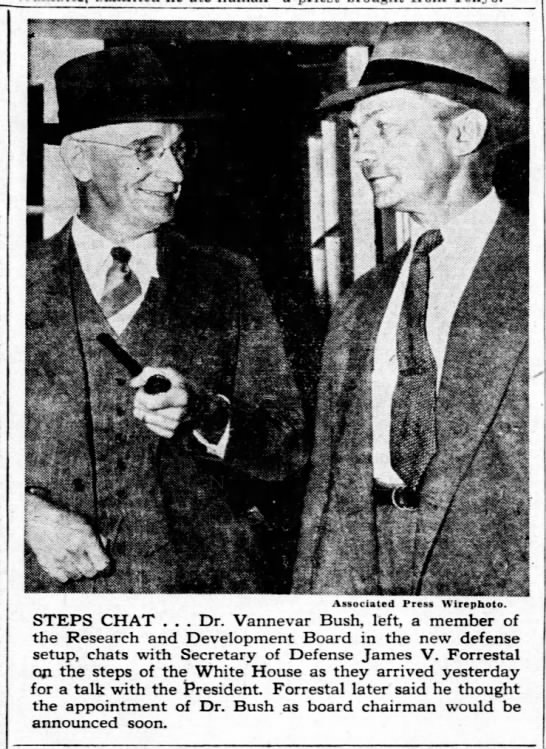 Associated Press Wirephoto.
STEPS CHAT . . . Dr. Vannevar Bush, left, a member of
the Research and Development Board in the new defense
setup, chats with Secretary of Defense James V. Forrestal
on the steps of the White House as they arrived yesterday
for a talk with the President. Forrestal later said he thought
the appointment of Dr. Bush as board chairman would be
announced soon.